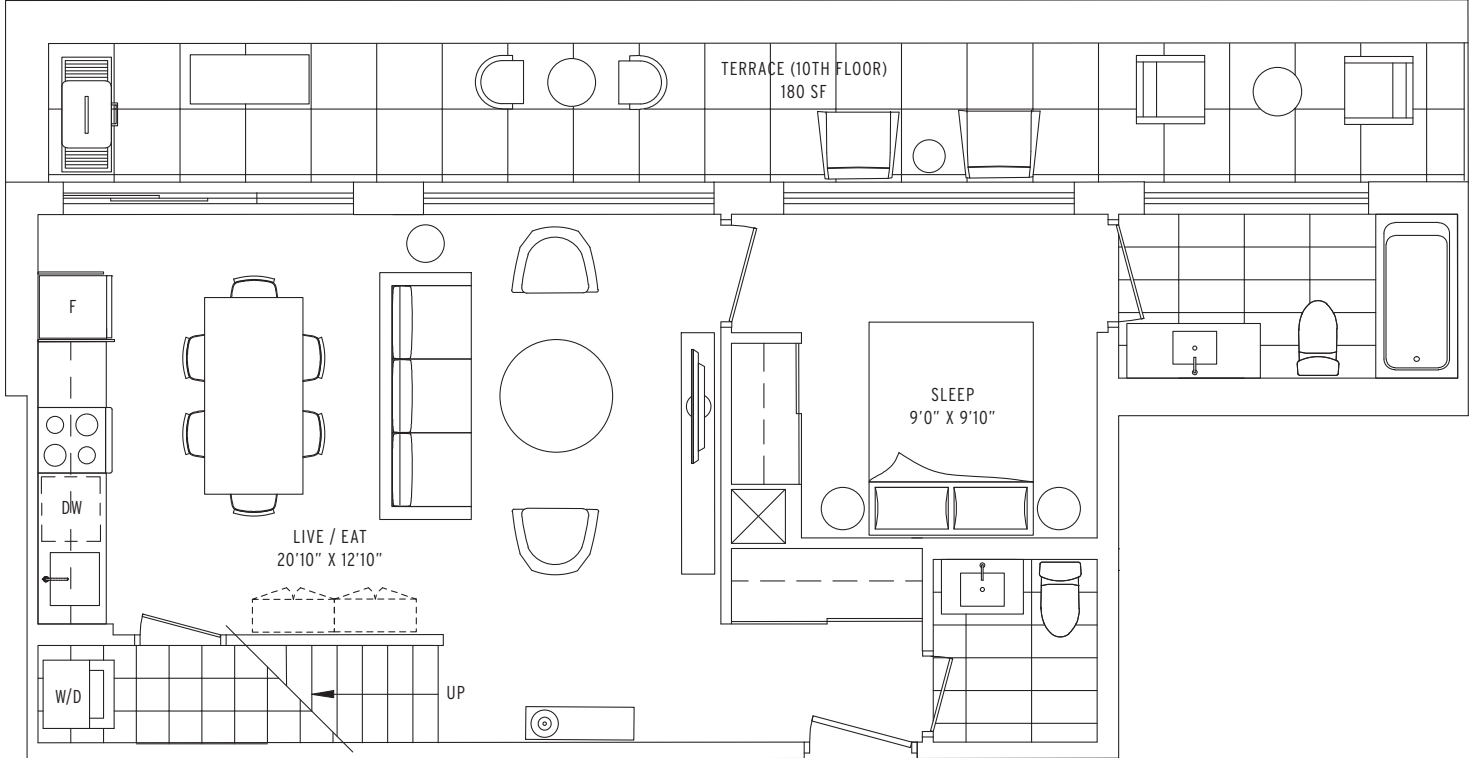 TERRACE (10TH FLOOR)
180 SF
F
SLEEP
9'0" X 9'10"
DW
LIVE / EAT
20'10" X 12'10"
W/D
UP